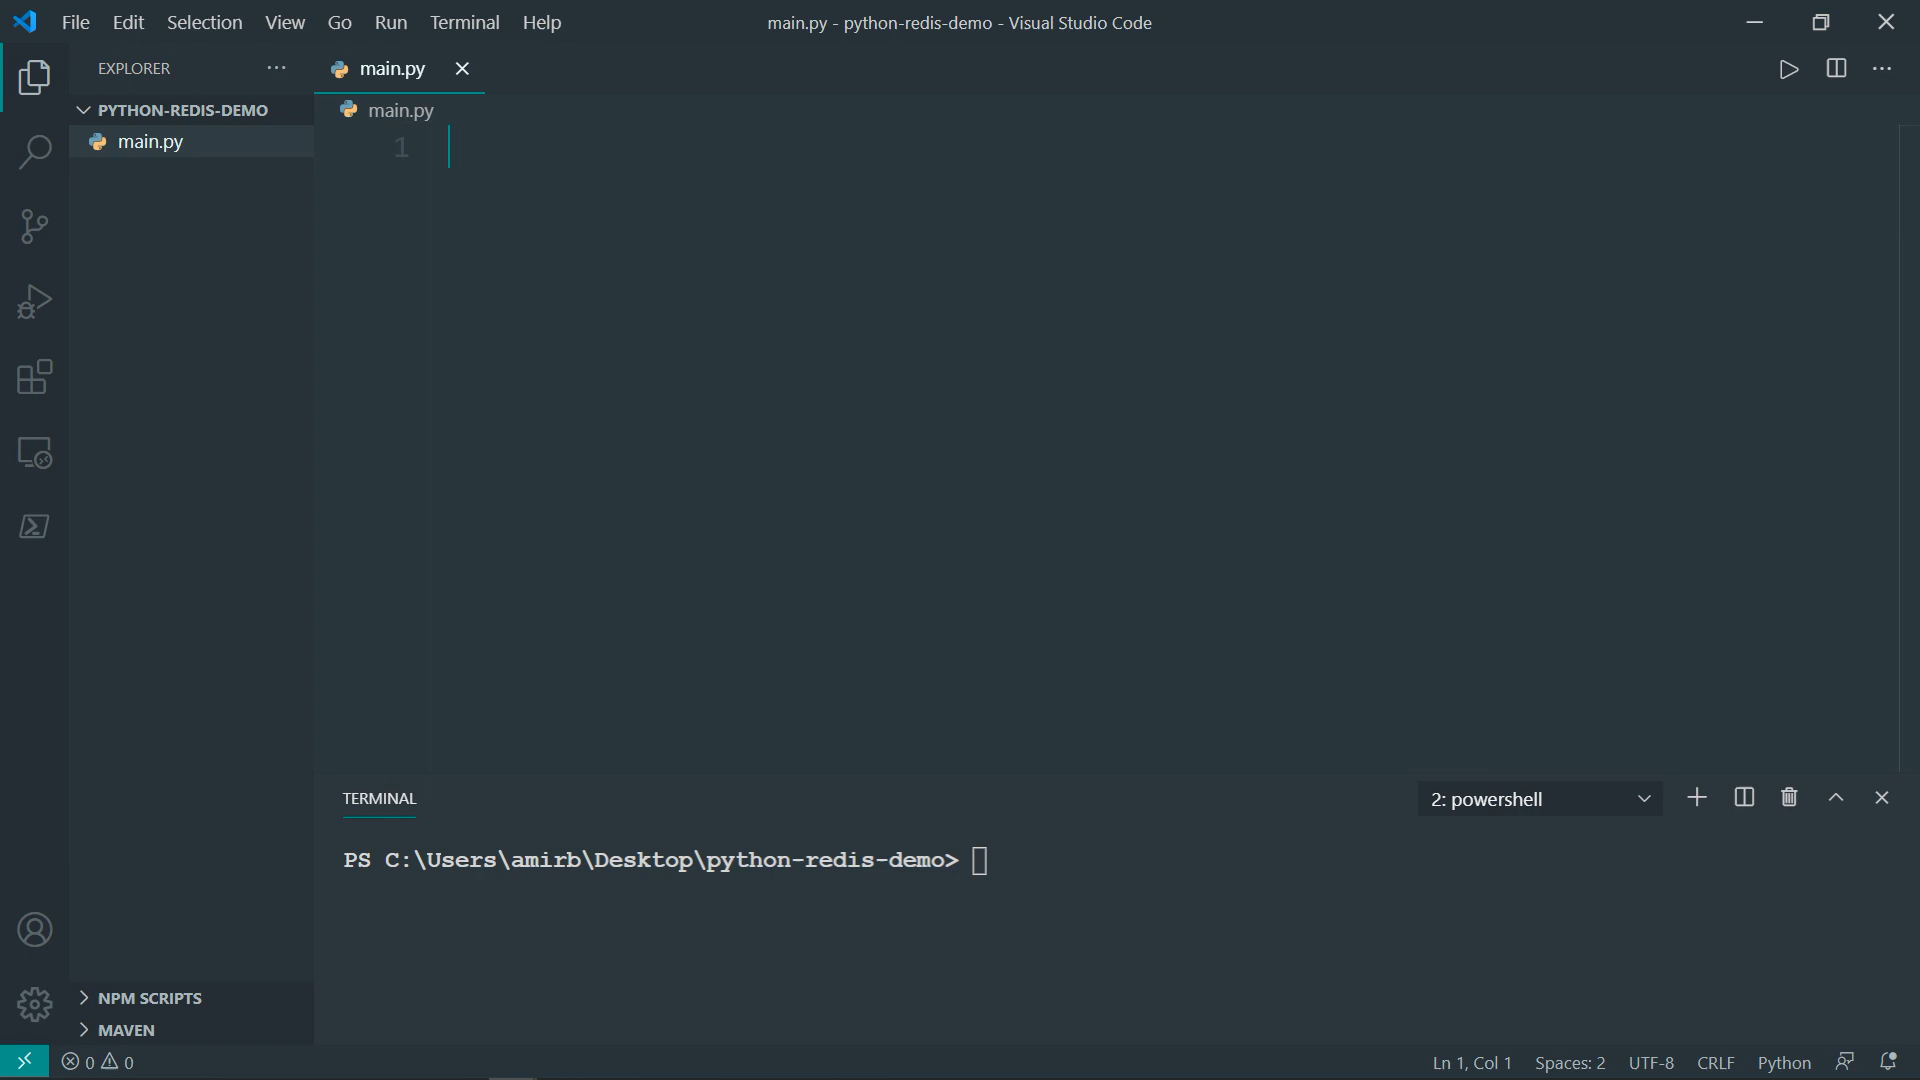 File Edit Selection View Go Run Terminal Help
main.py - python-redis-demo - Visual Studio Code
EXPLORER
main.py
PYTHON-REDIS-DEMO
main.py
main.py
1
TERMINAL
2: powershell
PS C:\Users\amirb\Desktop\python-redis-demo>
NPM SCRIPTS
MAVEN
0 0
Ln 1, Col 1 Spaces: 2 UTF-8 CRLF Python